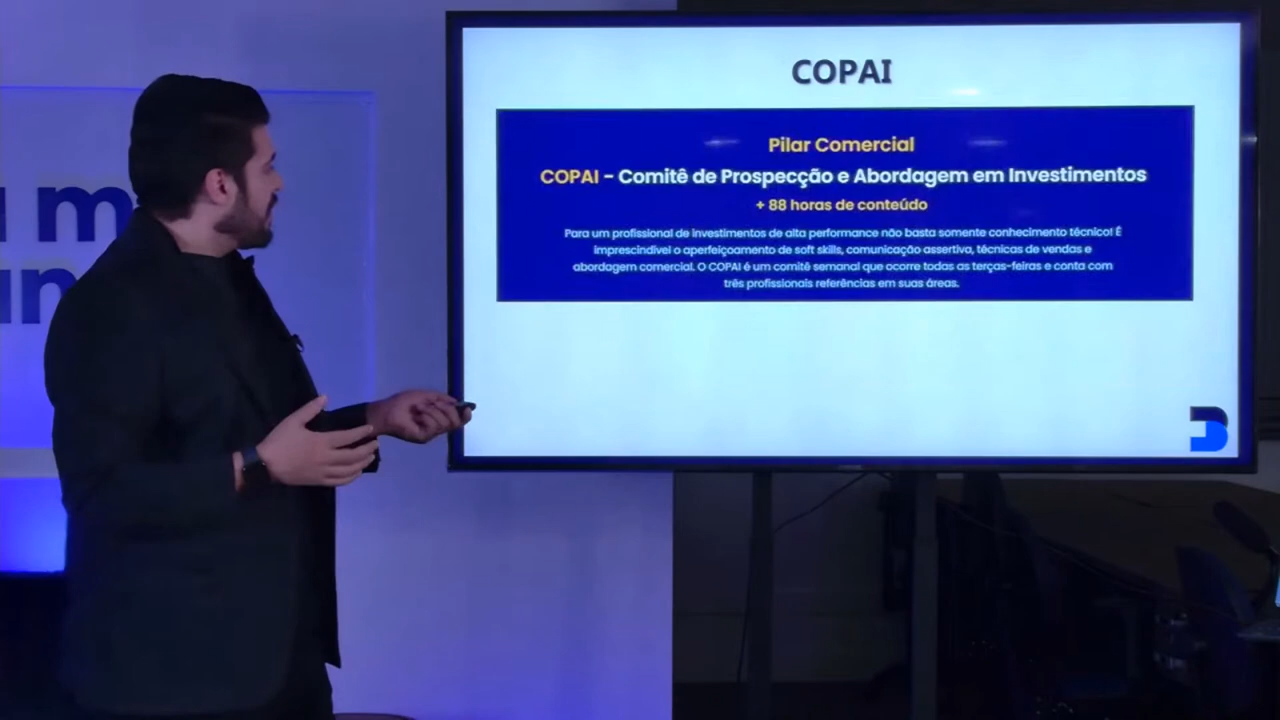 COPAI
Pilar Comercial
COPAI - Comitê de Prospecção e Abordagem em Investimentos
+ 88 horas de conteúdo
Para um profissional de investimentos de alta performance não basta somente conhecimento técnico! É
imprescindível o aperfeiçoamento de soft skills, comunicação assertiva, técnicas de vendas e
abordagem comercial. O COPAI é um comitê semanal que ocorre todas as terças-feiras e conta com
três profissionais referências em suas áreas.